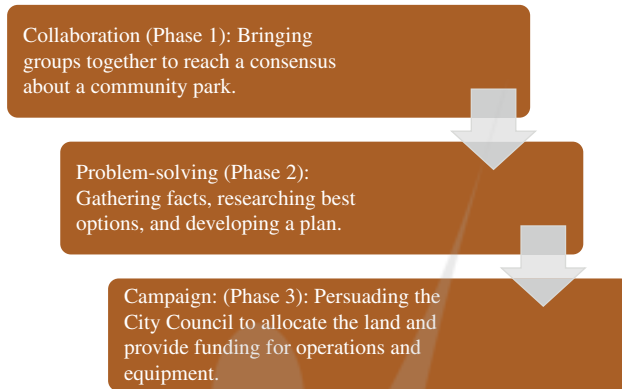 Collaboration (Phase 1): Bringing
groups together to reach a consensus
about a community park.
Problem-solving (Phase 2):
Gathering facts, researching best
options, and developing a plan.
Campaign: (Phase 3): Persuading the
City Council to allocate the land and
provide funding for operations and
equipment.